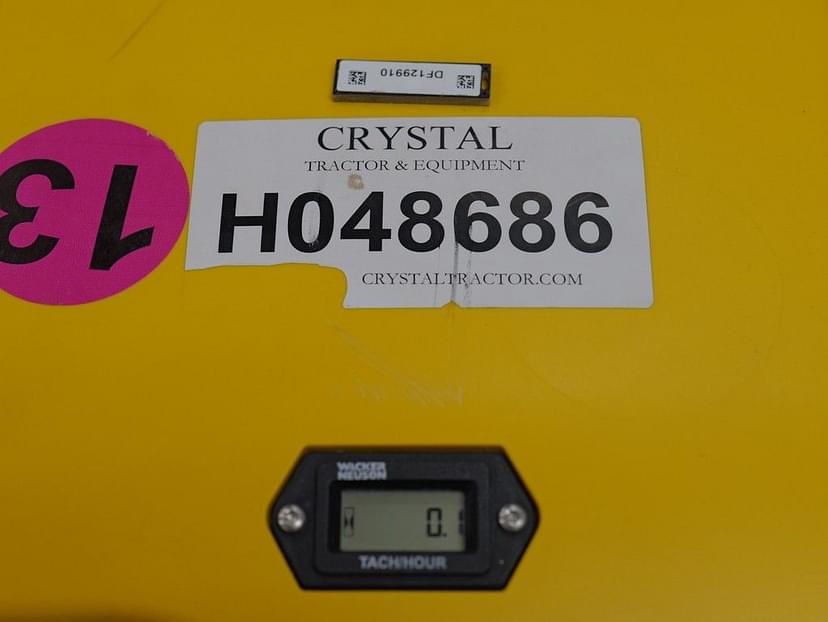 DF129910
CRYSTAL
TRACTOR & EQUIPMENT
H048686
CRYSTALTRACTOR.COM
13
WACKER
NEUSON
0.1
TACH/HOUR